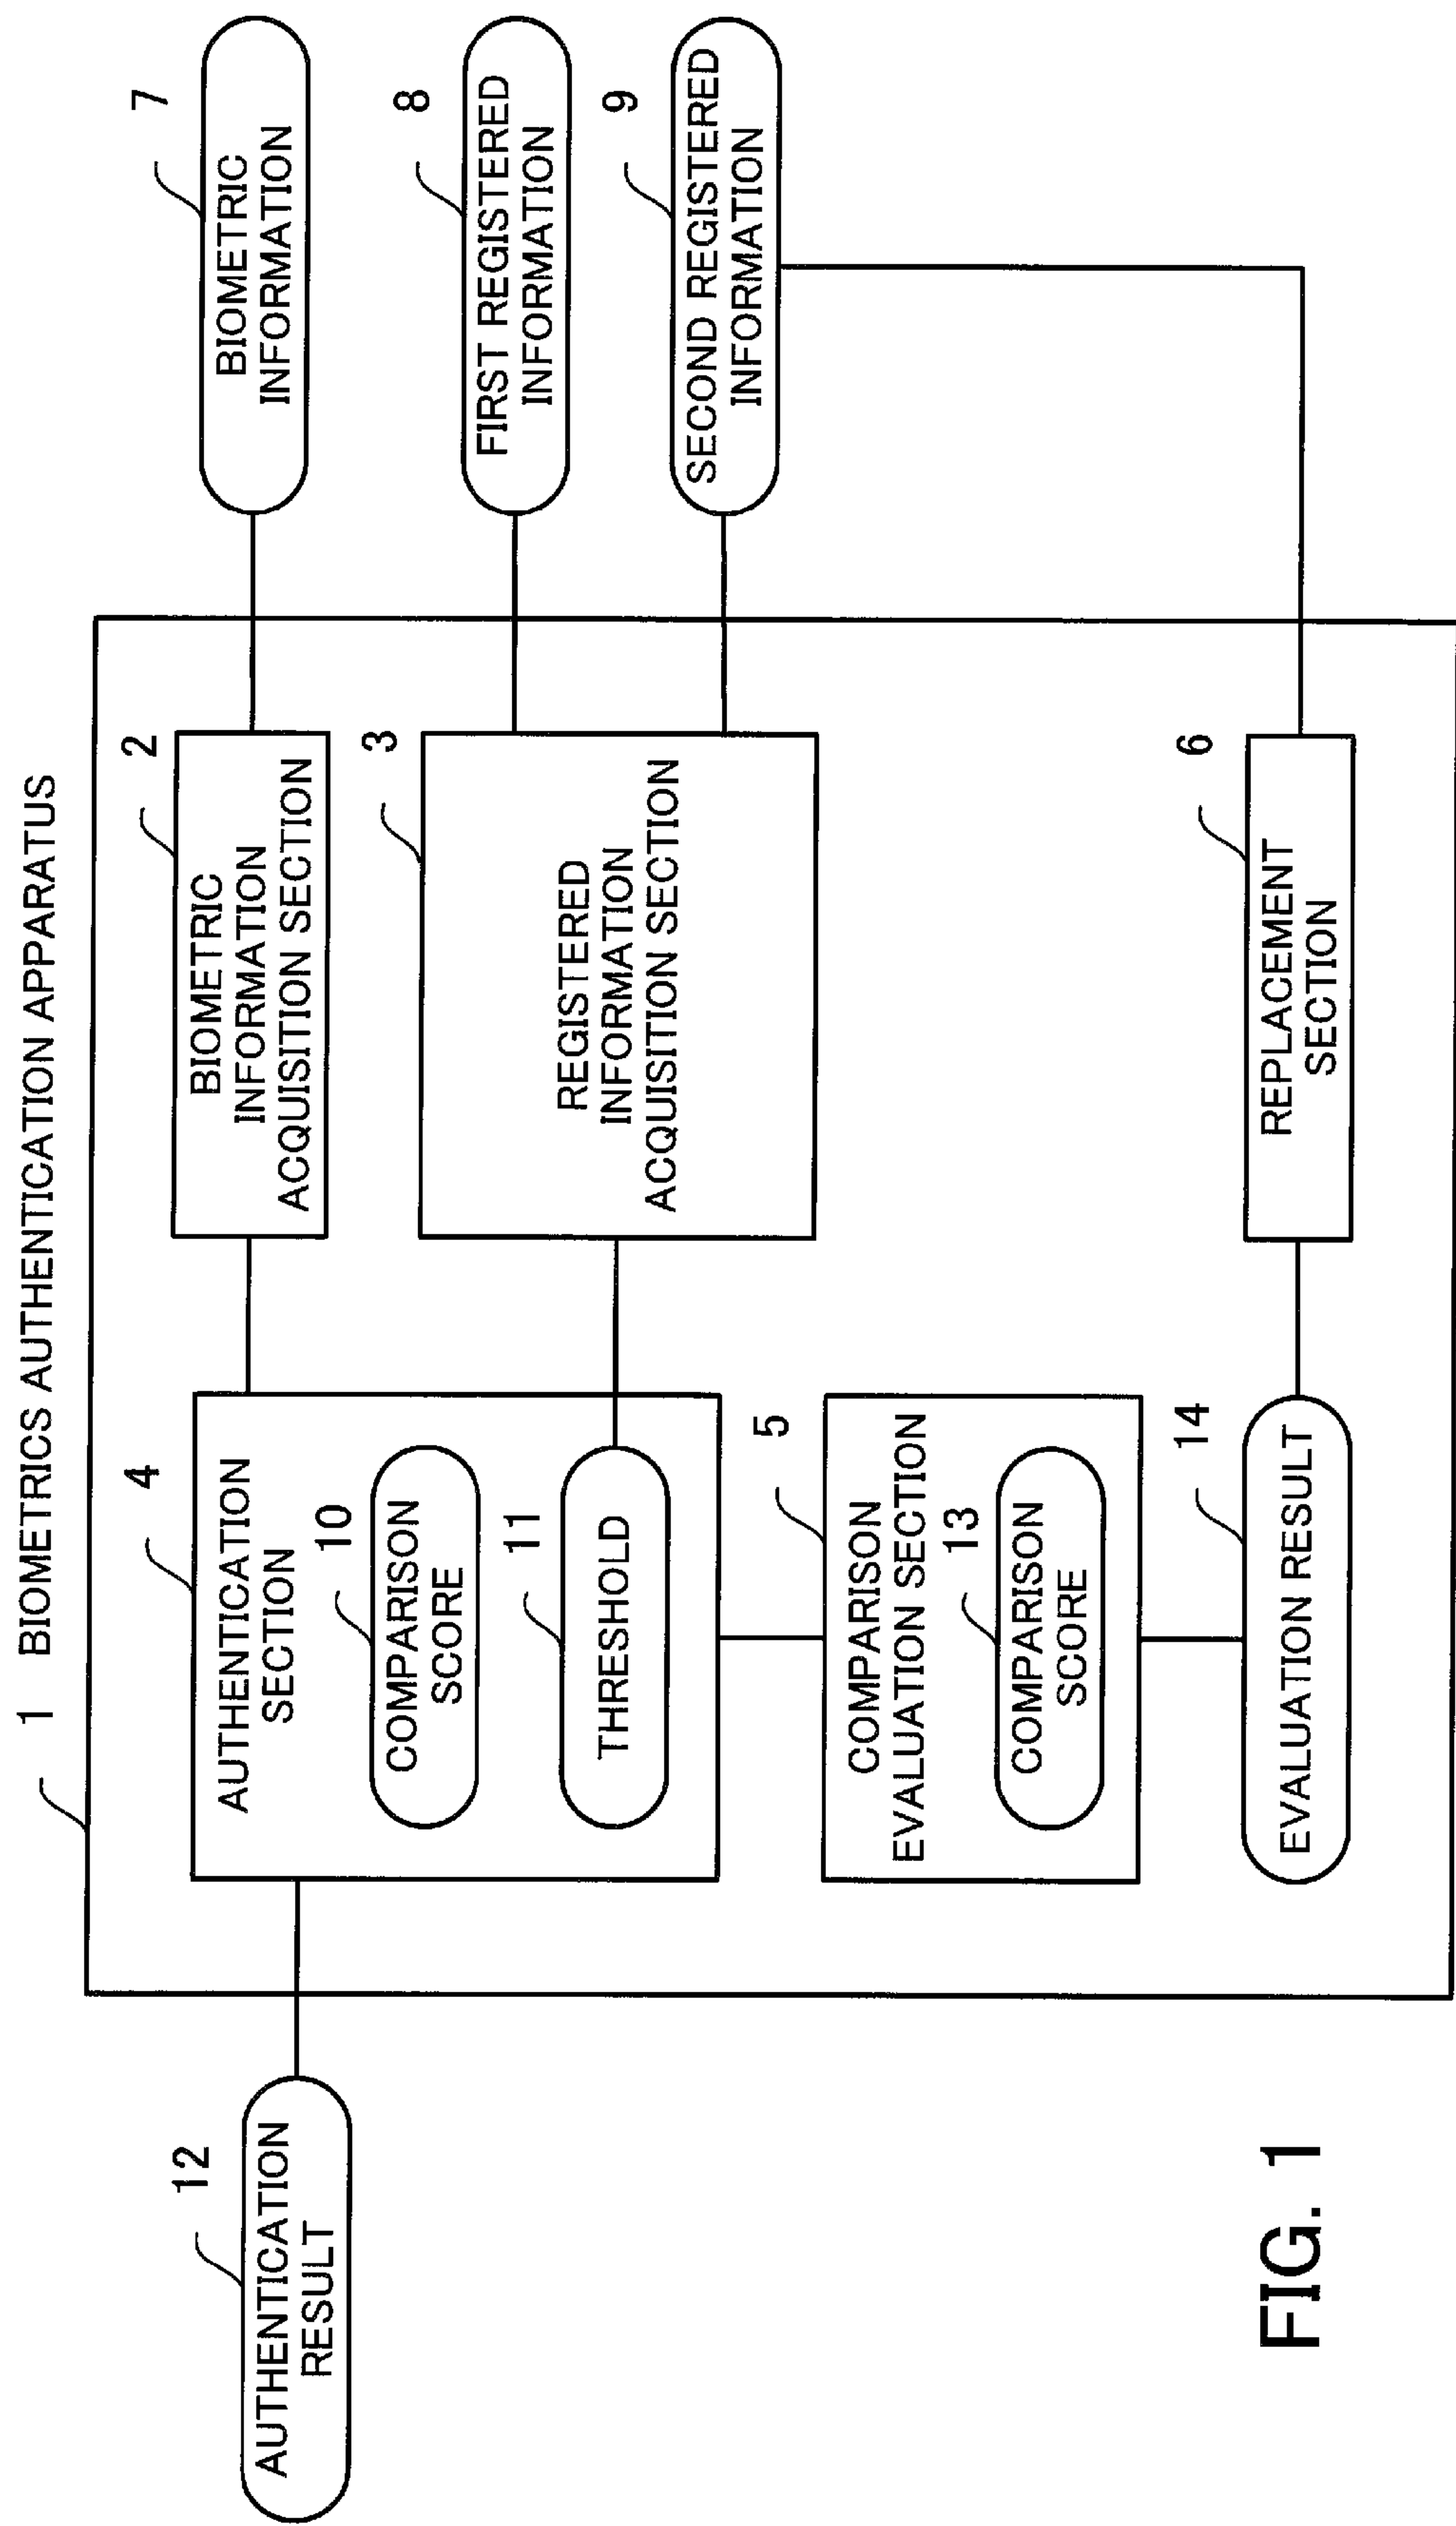 1 BIOMETRICS AUTHENTICATION APPARATUS
12
AUTHENTICATION
RESULT
4
AUTHENTICATION
SECTION
10
COMPARISON
SCORE
11
THRESHOLD
5
COMPARISON
EVALUATION SECTION
13
COMPARISON
SCORE
14
EVALUATION RESULT
2
BIOMETRIC
INFORMATION
ACQUISITION SECTION
3
REGISTERED
INFORMATION
ACQUISITION SECTION
6
REPLACEMENT
SECTION
7
BIOMETRIC
INFORMATION
8
FIRST REGISTERED
INFORMATION
9
SECOND REGISTERED
INFORMATION
FIG. 1